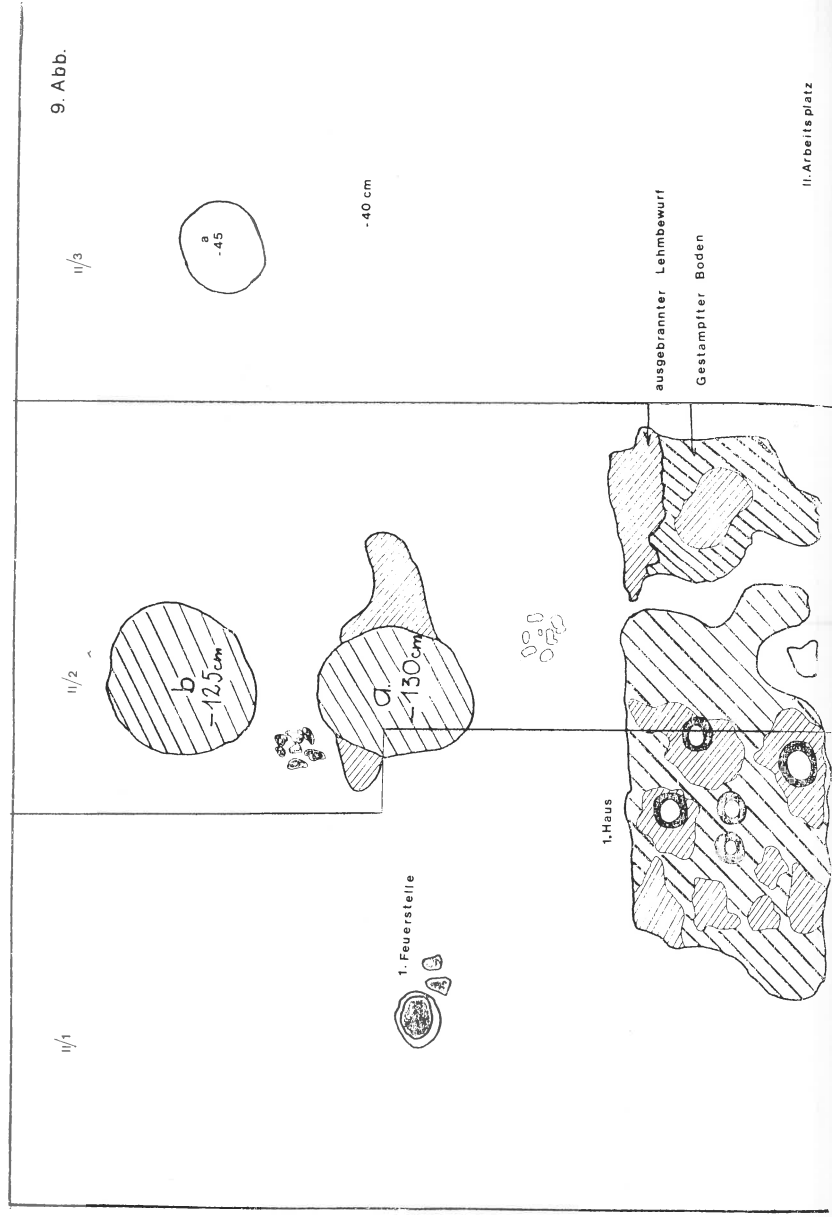 9. Abb.
II/1
II/2
II/3
b
-125cm
a
-45
-40 cm
a.
-130cm
1. Feuerstelle
1. Haus
ausgebrannter Lehmbewurf
Gestampfter Boden
II. Arbeitsplatz